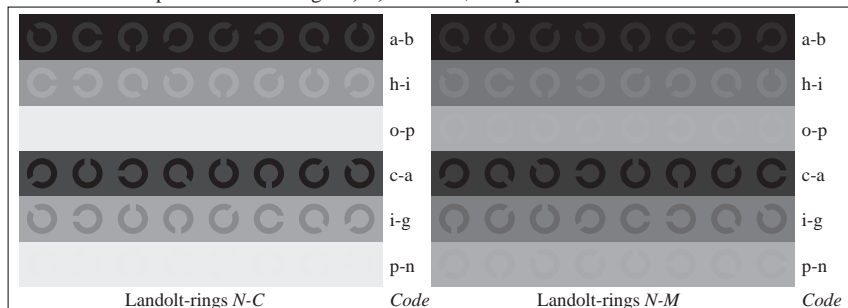 a-b a-b
h-i h-i
o-p o-p
c-a c-a
i-g i-g
p-n p-n
Landolt-rings N-C Code Landolt-rings N-M Code